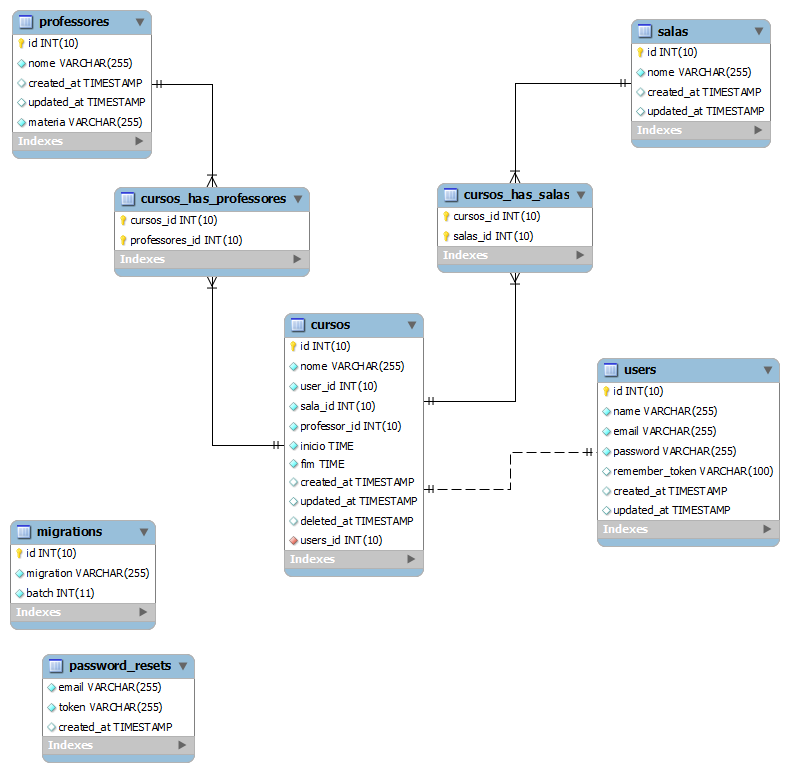 professores
id INT(10)
nome VARCHAR(255)
created_at TIMESTAMP
updated_at TIMESTAMP
materia VARCHAR(255)
Indexes
salas
id INT(10)
nome VARCHAR(255)
created_at TIMESTAMP
updated_at TIMESTAMP
Indexes
cursos_has_professores
cursos_id INT(10)
professores_id INT(10)
Indexes
cursos_has_salas
cursos_id INT(10)
salas_id INT(10)
Indexes
cursos
id INT(10)
nome VARCHAR(255)
user_id INT(10)
sala_id INT(10)
professor_id INT(10)
inicio TIME
fim TIME
created_at TIMESTAMP
updated_at TIMESTAMP
deleted_at TIMESTAMP
users_id INT(10)
Indexes
users
id INT(10)
name VARCHAR(255)
email VARCHAR(255)
password VARCHAR(255)
remember_token VARCHAR(100)
created_at TIMESTAMP
updated_at TIMESTAMP
Indexes
migrations
id INT(10)
migration VARCHAR(255)
batch INT(11)
Indexes
password_resets
email VARCHAR(255)
token VARCHAR(255)
created_at TIMESTAMP
Indexes